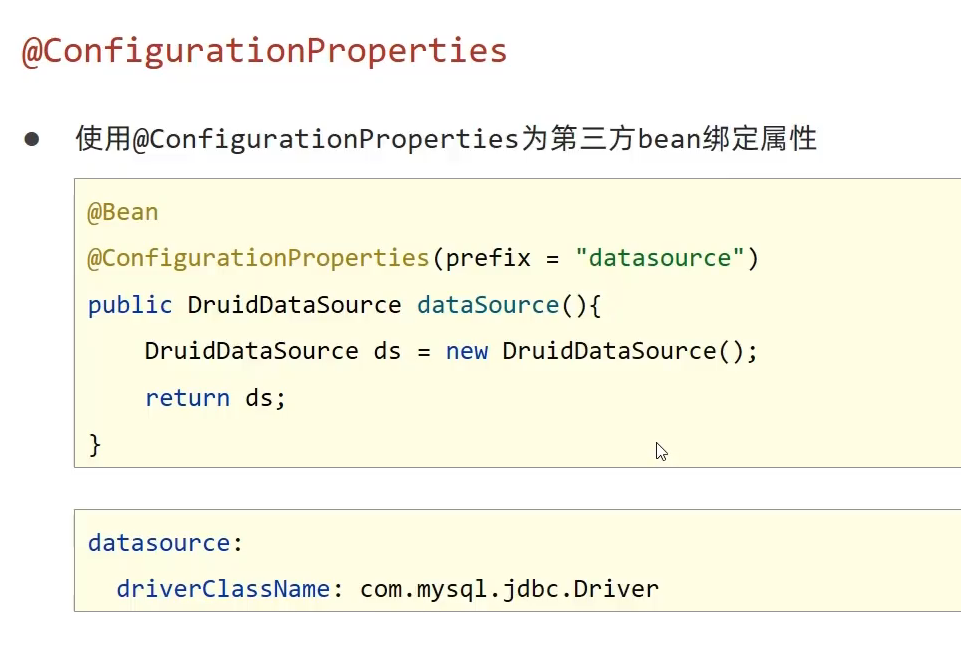 @ConfigurationProperties
● 使用@ConfigurationProperties为第三方bean绑定属性
@Bean
@ConfigurationProperties(prefix = "datasource")
public DruidDataSource dataSource(){
    DruidDataSource ds = new DruidDataSource();
    return ds;
}
datasource:
  driverClassName: com.mysql.jdbc.Driver